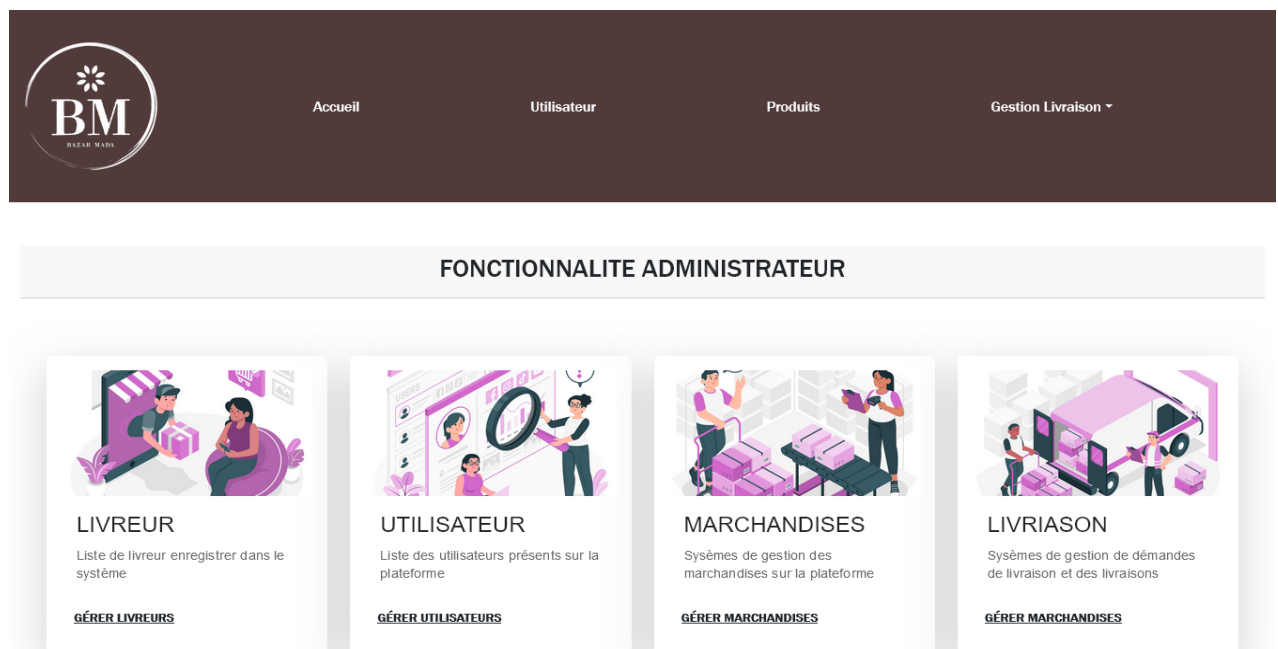 BM
BAZAR MADA
Accueil
Utilisateur
Produits
Gestion Livraison
FONCTIONNALITE ADMINISTRATEUR
USERS
LIVREUR
Liste de livreur enregistrer dans le
système
GÉRER LIVREURS
UTILISATEUR
Liste des utilisateurs présents sur la
plateforme
GÉRER UTILISATEURS
MARCHANDISES
Sysèmes de gestion des
marchandises sur la plateforme
GÉRER MARCHANDISES
LIVRIASON
Sysèmes de gestion de démandes
de livraison et des livraisons
GÉRER MARCHANDISES